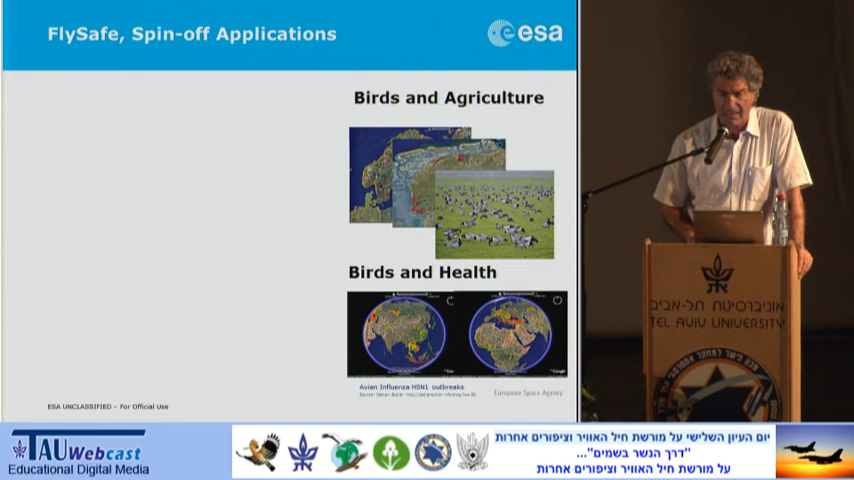 FlySafe, Spin-off Applications
esa
Birds and Agriculture
Birds and Health
Avian Influenza H5N1 outbreaks
European Space Agency
ESA UNCLASSIFIED – For Official Use
אוניברסיטת תל-אביב
TEL AVIV UNIVERSITY
TAU Webcast
Educational Digital Media
יום העיון השלישי על מורשת חיל האוויר וציפורים אחרות
"דרך הנשר בשמים"...
על מורשת חיל האוויר וציפורים אחרות